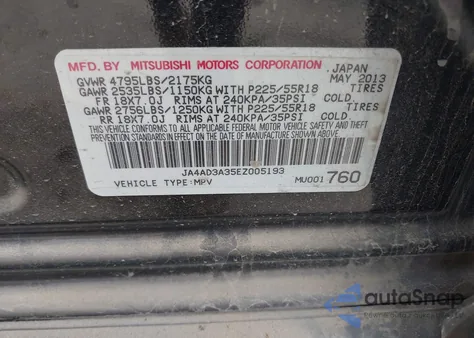 MFD. BY MITSUBISHI MOTORS CORPORATION JAPAN
GVWR 4795LBS/2175KG MAY 2013
GAWR 2535LBS/1150KG WITH P225/55R18 TIRES
FR 18X7.0J RIMS AT 240KPA/35PSI COLD
GAWR 2756LBS/1250KG WITH P225/55R18 TIRES
RR 18X7.0J RIMS AT 240KPA/35PSI COLD.
THIS VEHICLE CONFORMS TO ALL APPLICABLE FEDERAL MOTOR VEHICLE SAFETY, BUMPER, AND THEFT
PREVENTION STANDARDS IN EFFECT ON THE DATE OF MANUFACTURE SHOWN ABOVE.
JA4AD3A35EZ005193
VEHICLE TYPE:MPV MU001 760
autoSnap